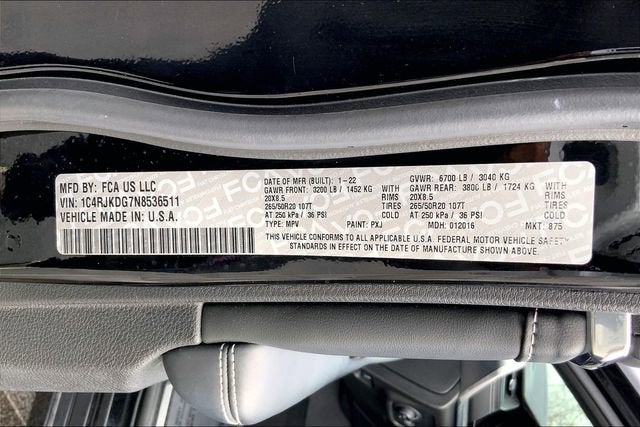 MFD BY: FCA US LLC
VIN: 1C4RJKDG7N8536511
VEHICLE MADE IN U.S.A.
DATE OF MFR (BUILT): 1-22 GVWR: 6700 LB / 3040 KG
GAWR FRONT: 3200 LB / 1452 KG WITH GAWR REAR: 3800 LB / 1724 KG WITH
20X8.5 RIMS 20X8.5 RIMS
265/50R20 107T TIRES 265/50R20 107T TIRES
AT 250 kPa / 36 PSI AT 250 kPa / 36 PSI
TYPE: MPV PAINT: PXJ MDH: 012016 MKT: 875
THIS VEHICLE CONFORMS TO ALL APPLICABLE U.S.A. FEDERAL MOTOR VEHICLE SAFETY
STANDARDS IN EFFECT ON THE DATE OF MANUFACTURE SHOWN ABOVE.